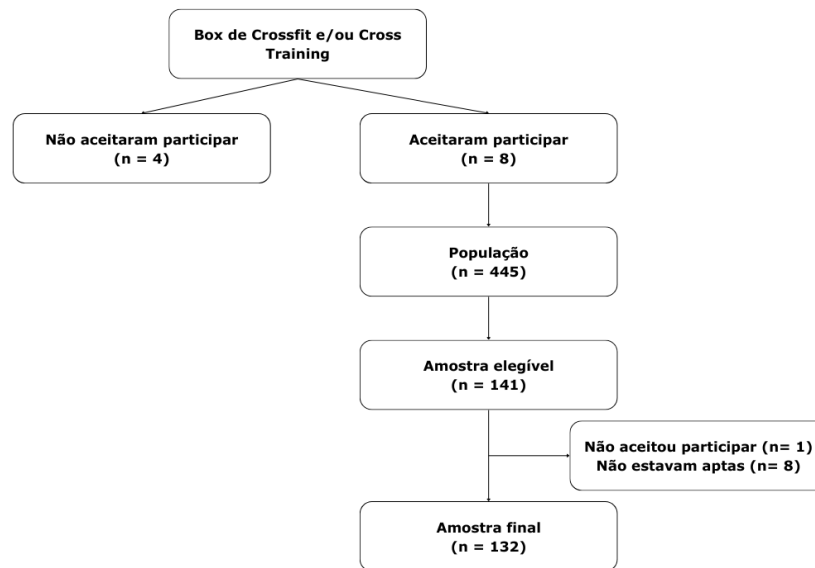 Box de Crossfit e/ou Cross
Training
Não aceitaram participar
(n = 4)
Aceitaram participar
(n = 8)
População
(n = 445)
Amostra elegível
(n = 141)
Não aceitou participar (n= 1)
Não estavam aptas (n= 8)
Amostra final
(n = 132)